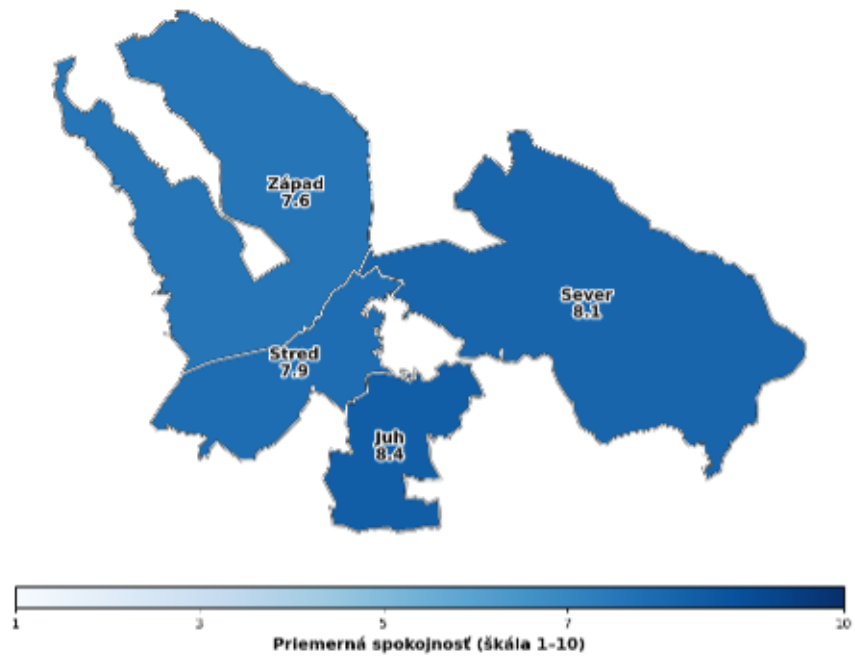 Západ
7.6
Sever
8.1
Stred
7.9
Juh
8.4
1 3 5 7 10
Priemerná spokojnosť (škála 1-10)